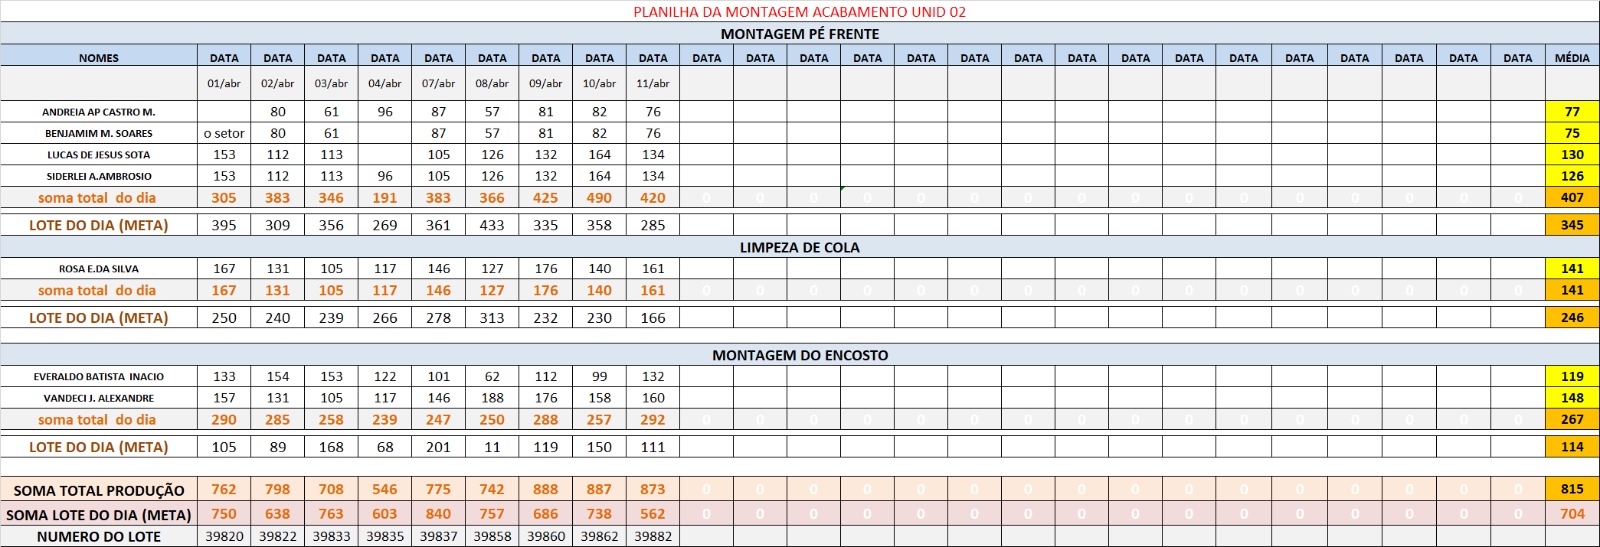 PLANILHA DA MONTAGEM ACABAMENTO UNID 02
MONTAGEM PÉ FRENTE
NOMES DATA DATA DATA DATA DATA DATA DATA DATA DATA DATA DATA DATA DATA DATA DATA DATA DATA DATA DATA DATA DATA DATA DATA DATA DATA MÉDIA
01/abr 02/abr 03/abr 04/abr 07/abr 08/abr 09/abr 10/abr 11/abr
ANDREIA AP CASTRO M. 80 61 96 87 57 81 82 76 77
BENJAMIM M. SOARES o setor 80 61 87 57 81 82 76 75
LUCAS DE JESUS SOTA 153 112 113 105 126 132 164 134 130
SIDERLEI A.AMBROSIO 153 112 113 96 105 126 132 164 134 126
soma total do dia 305 383 346 191 383 366 425 490 420 0 0 0 0 0 0 0 0 0 0 0 0 0 0 0 0 407
LOTE DO DIA (META) 395 309 356 269 361 433 335 358 285 345
LIMPEZA DE COLA
ROSA E.DA SILVA 167 131 105 117 146 127 176 140 161 141
soma total do dia 167 131 105 117 146 127 176 140 161 0 0 0 0 0 0 0 0 0 0 0 0 0 0 0 0 141
LOTE DO DIA (META) 250 240 239 266 278 313 232 230 166 246
MONTAGEM DO ENCOSTO
EVERALDO BATISTA INACIO 133 154 153 122 101 62 112 99 132 119
VANDECI J. ALEXANDRE 157 131 105 117 146 188 176 158 160 148
soma total do dia 290 285 258 239 247 250 288 257 292 0 0 0 0 0 0 0 0 0 0 0 0 0 0 0 0 267
LOTE DO DIA (META) 105 89 168 68 201 11 119 150 111 114
SOMA TOTAL PRODUÇÃO 762 798 708 546 775 742 888 887 873 0 0 0 0 0 0 0 0 0 0 0 0 0 0 0 0 815
SOMA LOTE DO DIA (META) 750 638 763 603 840 757 686 738 562 0 0 0 0 0 0 0 0 0 0 0 0 0 0 0 0 704
NUMERO DO LOTE 39820 39822 39833 39835 39837 39858 39860 39862 39882